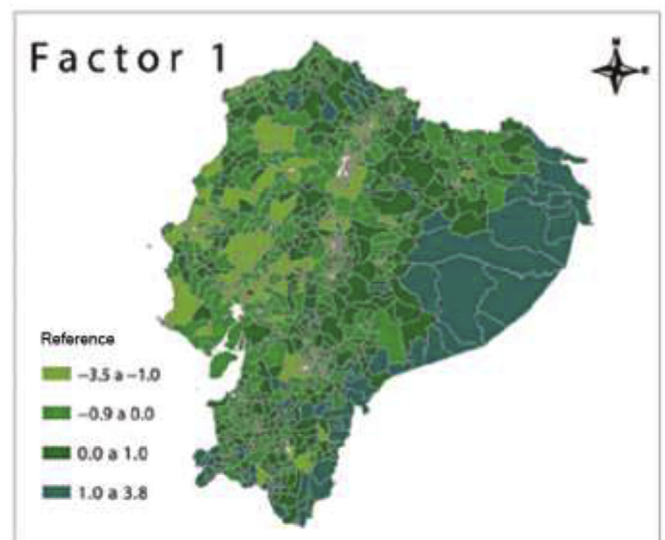 Factor 1
N
E
Reference
−3.5 a −1.0
−0.9 a 0.0
0.0 a 1.0
1.0 a 3.8